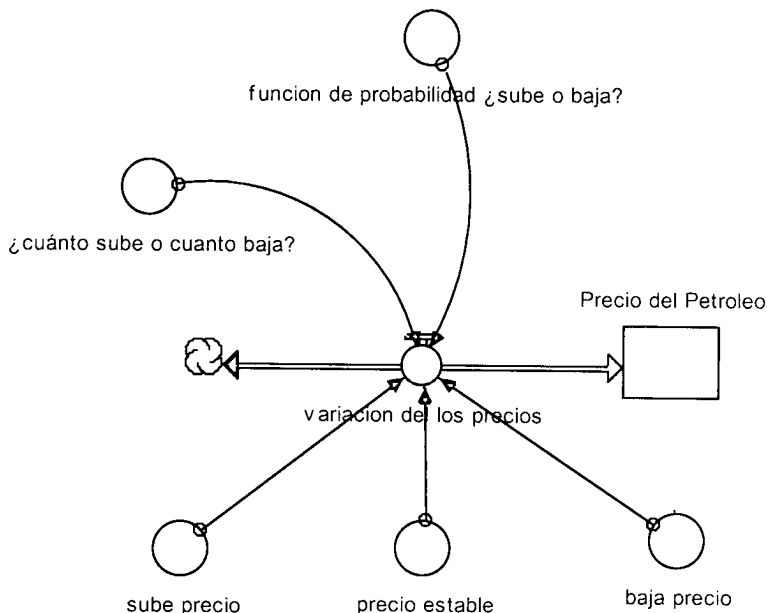 funcion de probabilidad ¿sube o baja?
¿cuánto sube o cuanto baja?
Precio del Petroleo
variacion de los precios
sube precio
precio estable
baja precio